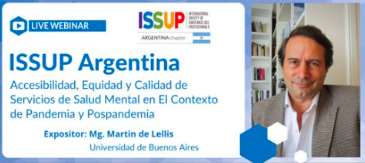 LIVE WEBINAR
ISSUP
INTERNATIONAL
SOCIETY OF
SUBSTANCE USE
PROFESSIONALS
ARGENTINA chapter
ISSUP Argentina
Accesibilidad, Equidad y Calidad de
Servicios de Salud Mental en El Contexto
de Pandemia y Pospandemia
Expositor: Mg. Martin de Lellis
Universidad de Buenos Aires